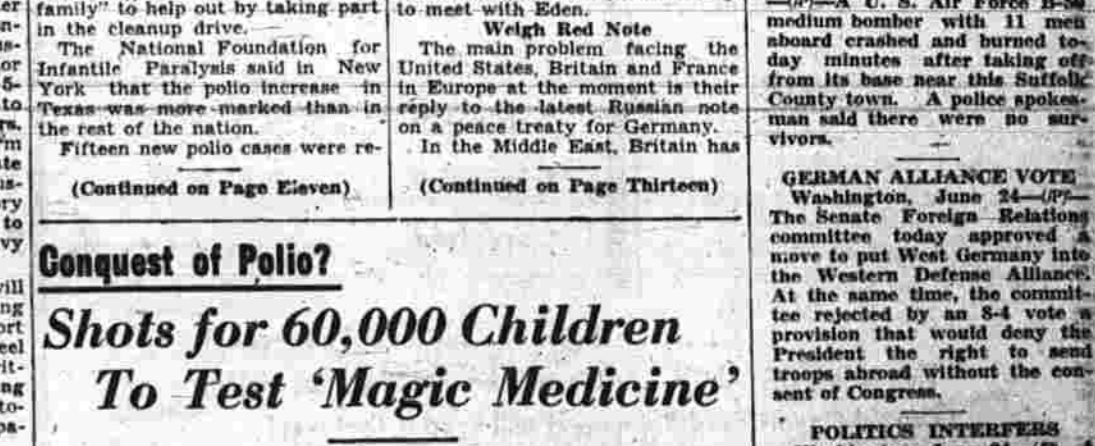 family" to help out by taking part
in the cleanup drive.
The National Foundation for
Infantile Paralysis said in New
York that the polio increase in
Texas was more marked than in
the rest of the nation.
Fifteen new polio cases were re-
(Continued on Page Eleven)
to meet with Eden.
Weigh Red Note
The main problem facing the
United States, Britain and France
in Europe at the moment is their
reply to the latest Russian note
on a peace treaty for Germany.
In the Middle East, Britain has
(Continued on Page Thirteen)
Conquest of Polio?
Shots for 60,000 Children
To Test 'Magic Medicine'
—(AP)—A U. S. Air Force
medium bomber with 11 men
aboard crashed and burned to-
day minutes after taking off
from its base near this Suffolk
County town. A police spokes-
man said there were no sur-
vivors.
GERMAN ALLIANCE VOTE
Washington, June 24—(AP)—
The Senate Foreign Relations
committee today approved a
move to put West Germany into
the Western Defense Alliance.
At the same time, the commit-
tee rejected by an 8-4 vote a
provision that would deny the
President the right to send
troops abroad without the con-
sent of Congress.
POLITICS INTERFERS